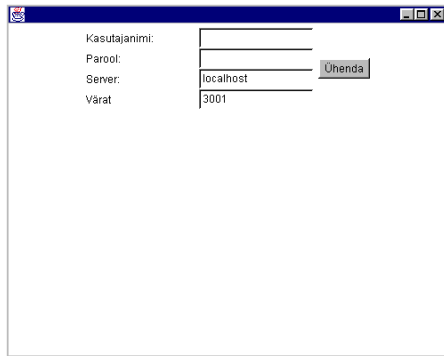 Kasutajanimi:
Parool:
Ühenda
Server: localhost
Värat 3001